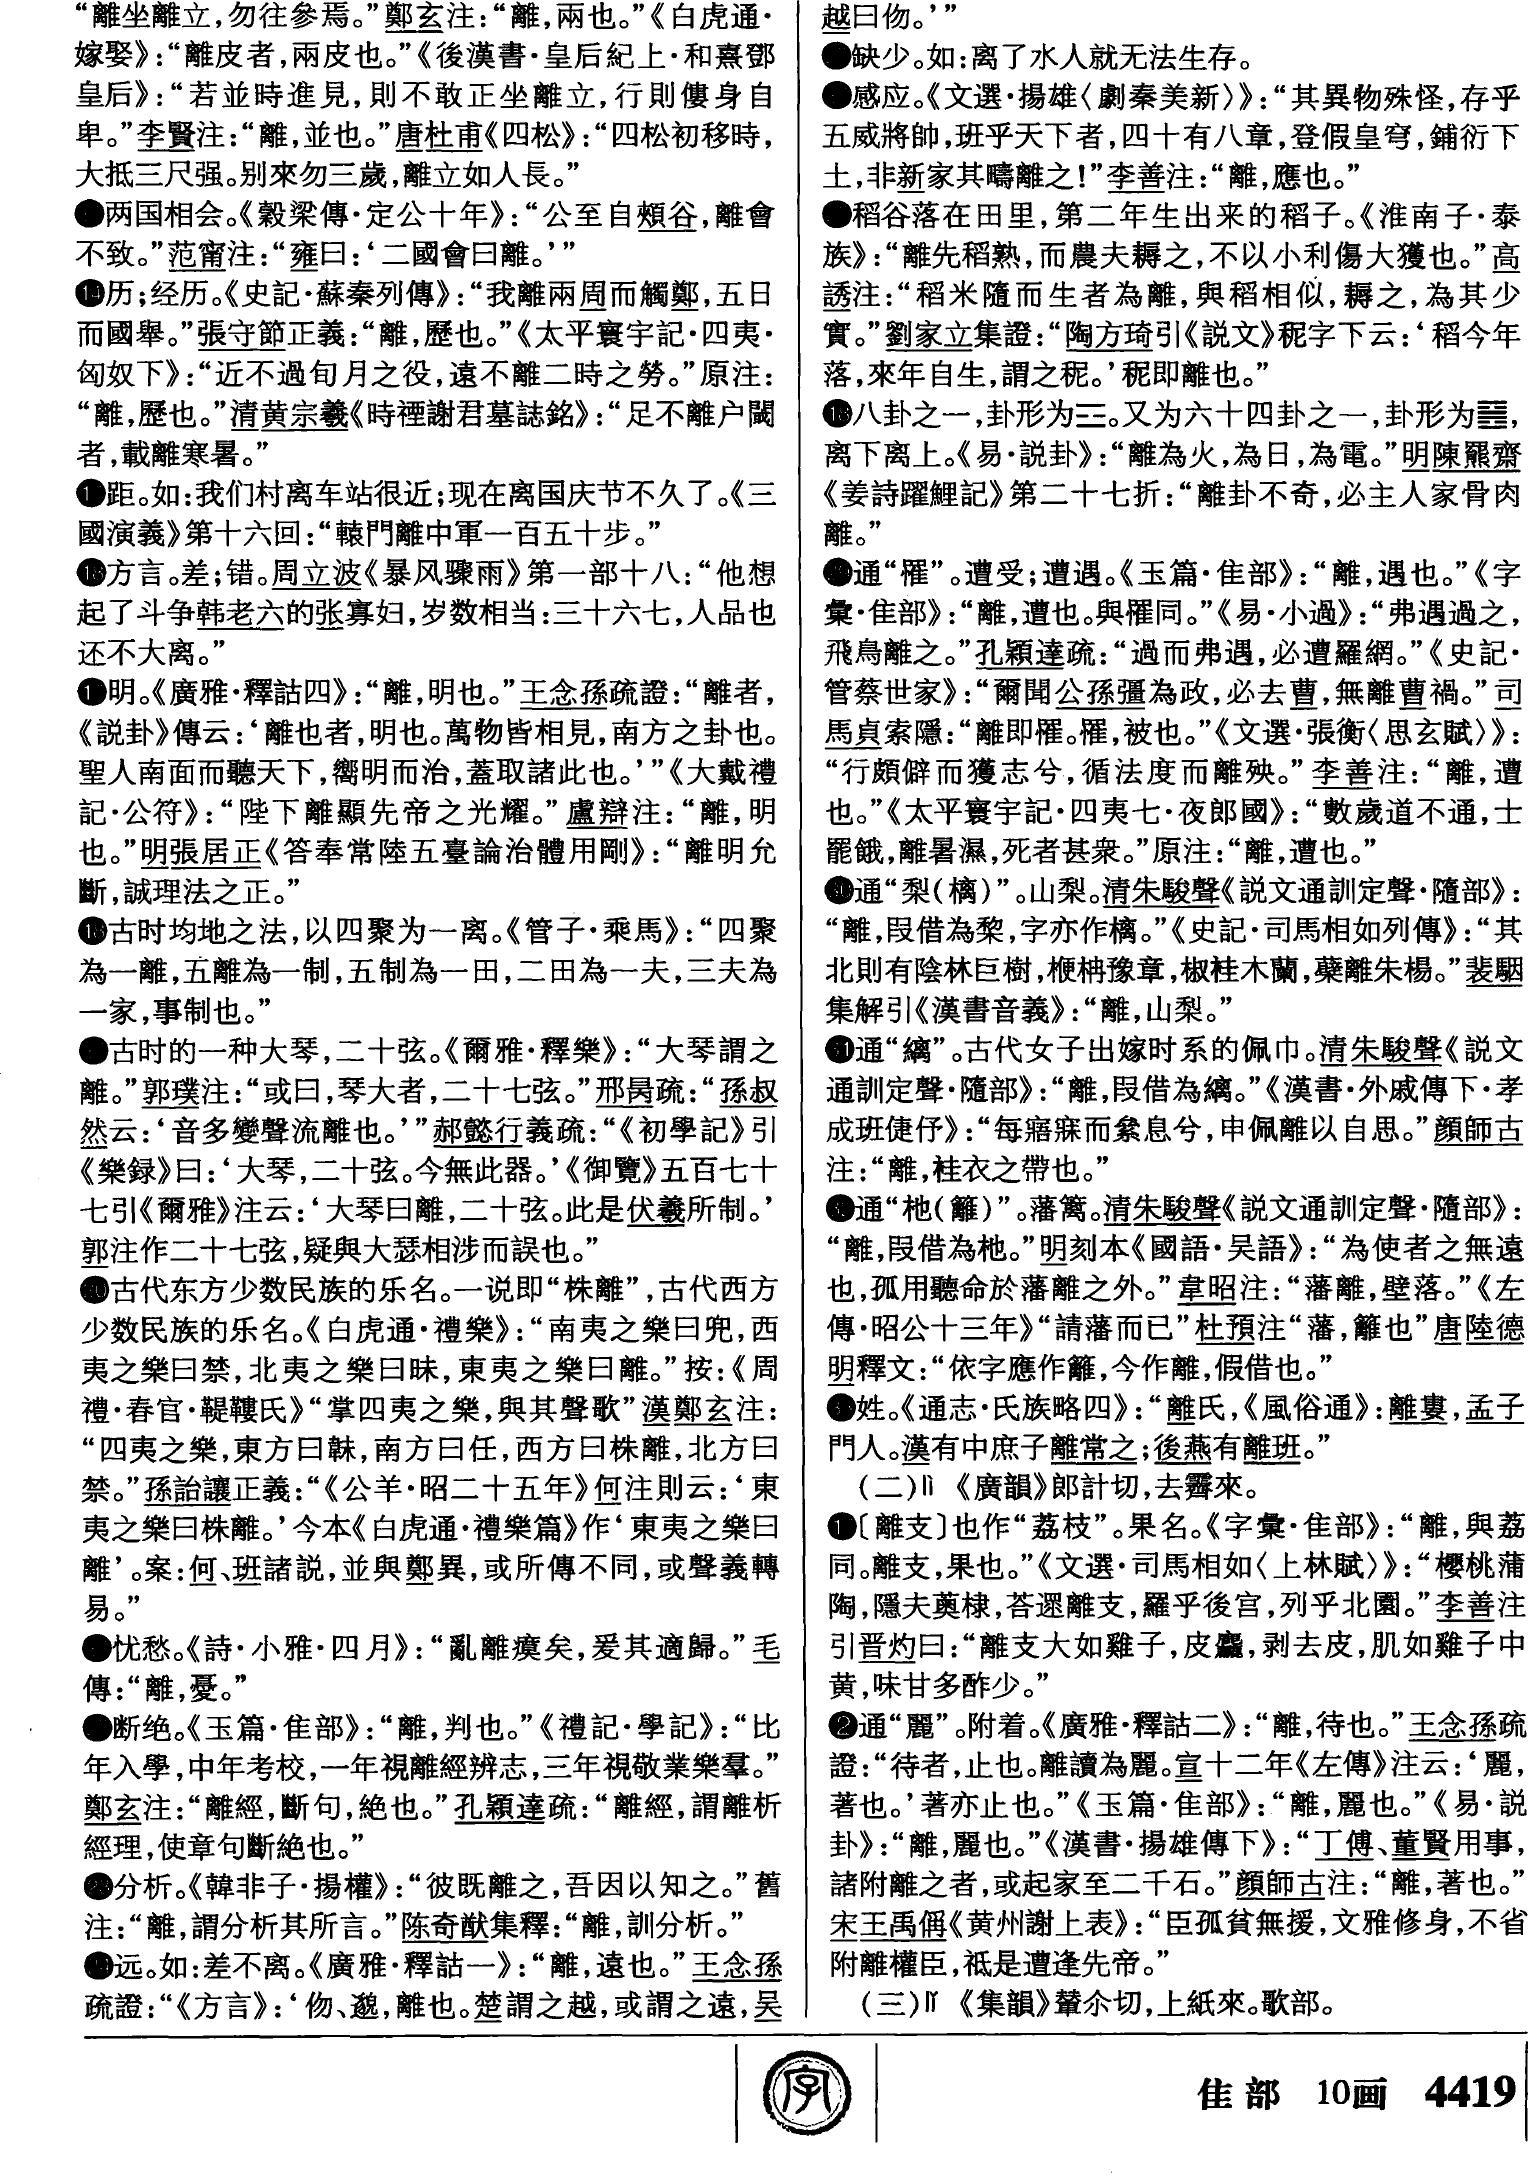 “離坐離立，勿往參焉。”鄭玄注：“離，兩也。”《白虎通·
嫁娶》：“離皮者，兩皮也。”《後漢書·皇后紀上·和熹鄧
皇后》：“若並時進見，則不敢正坐離立，行則僂身自
卑。”李賢注：“離，並也。”唐杜甫《四松》：“四松初移時，
大抵三尺强。别來勿三歲，離立如人長。”
两国相会。《穀梁傳·定公十年》：“公至自頰谷，離會
不致。”范甯注：“雍曰：‘二國會曰離。’”
⓮历；经历。《史記·蘇秦列傳》：“我離兩周而觸鄭，五日
而國舉。”張守節正義：“離，歷也。”《太平寰宇記·四夷·
匈奴下》：“近不過旬月之役，遠不離二時之勞。”原注：
“離，歷也。”清黄宗羲《時禋謝君墓誌銘》：“足不離户閾
者，載離寒暑。”
距。如：我们村离车站很近；现在离国庆节不久了。《三
國演義》第十六回：“轅門離中軍一百五十步。”
方言。差；错。周立波《暴风骤雨》第一部十八：“他想
起了斗争韩老六的张寡妇，岁数相当：三十六七，人品也
还不大离。”
明。《廣雅·釋詁四》：“離，明也。”王念孫疏證：“離者，
《説卦》傳云：‘離也者，明也。萬物皆相見，南方之卦也。
聖人南面而聽天下，嚮明而治，蓋取諸此也。’”《大戴禮
記·公符》：“陛下離顯先帝之光耀。”盧辯注：“離，明
也。”明張居正《答奉常陸五臺論治體用剛》：“離明允
斷，誠理法之正。”
古时均地之法，以四聚为一离。《管子·乘馬》：“四聚
為一離，五離為一制，五制為一田，二田為一夫，三夫為
一家，事制也。”
古时的一种大琴，二十弦。《爾雅·釋樂》：“大琴謂之
離。”郭璞注：“或曰，琴大者，二十七弦。”邢昺疏：“孫叔
然云：‘音多變聲流離也。’”郝懿行義疏：“《初學記》引
《樂録》曰：‘大琴，二十弦。今無此器。’《御覽》五百七十
七引《爾雅》注云：‘大琴曰離，二十弦。此是伏羲所制。’
郭注作二十七弦，疑與大瑟相涉而誤也。”
古代东方少数民族的乐名。一说即“株離”，古代西方
少数民族的乐名。《白虎通·禮樂》：“南夷之樂曰兜，西
夷之樂曰禁，北夷之樂曰昧，東夷之樂曰離。”按：《周
禮·春官·鞮鞻氏》“掌四夷之樂，與其聲歌”漢鄭玄注：
“四夷之樂，東方曰韎，南方曰任，西方曰株離，北方曰
禁。”孫詒讓正義：“《公羊·昭二十五年》何注則云：‘東
夷之樂曰株離。’今本《白虎通·禮樂篇》作‘東夷之樂曰
離’。案：何、班諸説，並與鄭異，或所傳不同，或聲義轉
易。”
忧愁。《詩·小雅·四月》：“亂離瘼矣，爰其適歸。”毛
傳：“離，憂。”
断绝。《玉篇·隹部》：“離，判也。”《禮記·學記》：“比
年入學，中年考校，一年視離經辨志，三年視敬業樂羣。”
鄭玄注：“離經，斷句，絶也。”孔穎達疏：“離經，謂離析
經理，使章句斷絶也。”
分析。《韓非子·揚權》：“彼既離之，吾因以知之。”舊
注：“離，謂分析其所言。”陈奇猷集釋：“離，訓分析。”
远。如：差不离。《廣雅·釋詁一》：“離，遠也。”王念孫
疏證：“《方言》：‘伆、邈，離也。楚謂之越，或謂之遠，吴
越曰伆。’”
缺少。如：离了水人就无法生存。
感应。《文選·揚雄〈劇秦美新〉》：“其異物殊怪，存乎
五威將帥，班乎天下者，四十有八章，登假皇穹，鋪衍下
土，非新家其疇離之！”李善注：“離，應也。”
稻谷落在田里，第二年生出来的稻子。《淮南子·泰
族》：“離先稻熟，而農夫耨之，不以小利傷大獲也。”高
誘注：“稻米隨而生者為離，與稻相似，耨之，為其少
實。”劉家立集證：“陶方琦引《説文》秜字下云：‘稻今年
落，來年自生，謂之秜。’秜即離也。”
八卦之一，卦形为☲。又为六十四卦之一，卦形为䷝，
离下离上。《易·説卦》：“離為火，為日，為電。”明陳羆齋
《姜詩躍鯉記》第二十七折：“離卦不奇，必主人家骨肉
離。”
通“罹”。遭受；遭遇。《玉篇·隹部》：“離，遇也。”《字
彙·隹部》：“離，遭也。與罹同。”《易·小過》：“弗遇過之，
飛鳥離之。”孔穎達疏：“過而弗遇，必遭羅網。”《史記·
管蔡世家》：“爾聞公孫彊為政，必去曹，無離曹禍。”司
馬貞索隱：“離即罹。罹，被也。”《文選·張衡〈思玄賦〉》：
“行頗僻而獲志兮，循法度而離殃。”李善注：“離，遭
也。”《太平寰宇記·四夷七·夜郎國》：“數歲道不通，士
罷餓，離暑濕，死者甚衆。”原注：“離，遭也。”
通“梨（樆）”。山梨。清朱駿聲《説文通訓定聲·隨部》：
“離，叚借為棃，字亦作樆。”《史記·司馬相如列傳》：“其
北則有陰林巨樹，楩枏豫章，椒桂木蘭，蘗離朱楊。”裴駰
集解引《漢書音義》：“離，山梨。”
通“縭”。古代女子出嫁时系的佩巾。清朱駿聲《説文
通訓定聲·隨部》：“離，叚借為縭。”《漢書·外戚傳下·孝
成班倢伃》：“每寤寐而絫息兮，申佩離以自思。”顔師古
注：“離，袿衣之帶也。”
通“杝（籬）”。藩篱。清朱駿聲《説文通訓定聲·隨部》：
“離，叚借為杝。”明刻本《國語·吴語》：“為使者之無遠
也，孤用聽命於藩離之外。”韋昭注：“藩離，壁落。”《左
傳·昭公十三年》“請藩而已”杜預注“藩，籬也”唐陸德
明釋文：“依字應作籬，今作離，假借也。”
姓。《通志·氏族略四》：“離氏，《風俗通》：離婁，孟子
門人。漢有中庶子離常之；後燕有離班。”
（二）lì 《廣韻》郎計切，去霽來。
❶〔離支〕也作“荔枝”。果名。《字彙·隹部》：“離，與荔
同。離支，果也。”《文選·司馬相如〈上林賦〉》：“櫻桃蒲
陶，隱夫薁棣，荅遝離支，羅乎後宫，列乎北園。”李善注
引晋灼曰：“離支大如雞子，皮麤，剥去皮，肌如雞子中
黄，味甘多酢少。”
❷通“麗”。附着。《廣雅·釋詁二》：“離，待也。”王念孫疏
證：“待者，止也。離讀為麗。宣十二年《左傳》注云：‘麗，
著也。’著亦止也。”《玉篇·隹部》：“離，麗也。”《易·説
卦》：“離，麗也。”《漢書·揚雄傳下》：“丁傅、董賢用事，
諸附離之者，或起家至二千石。”顔師古注：“離，著也。”
宋王禹偁《黄州謝上表》：“臣孤貧無援，文雅修身，不省
附離權臣，祗是遭逢先帝。”
（三）lǐ 《集韻》輦尒切，上紙來。歌部。
字
隹部 10画 4419